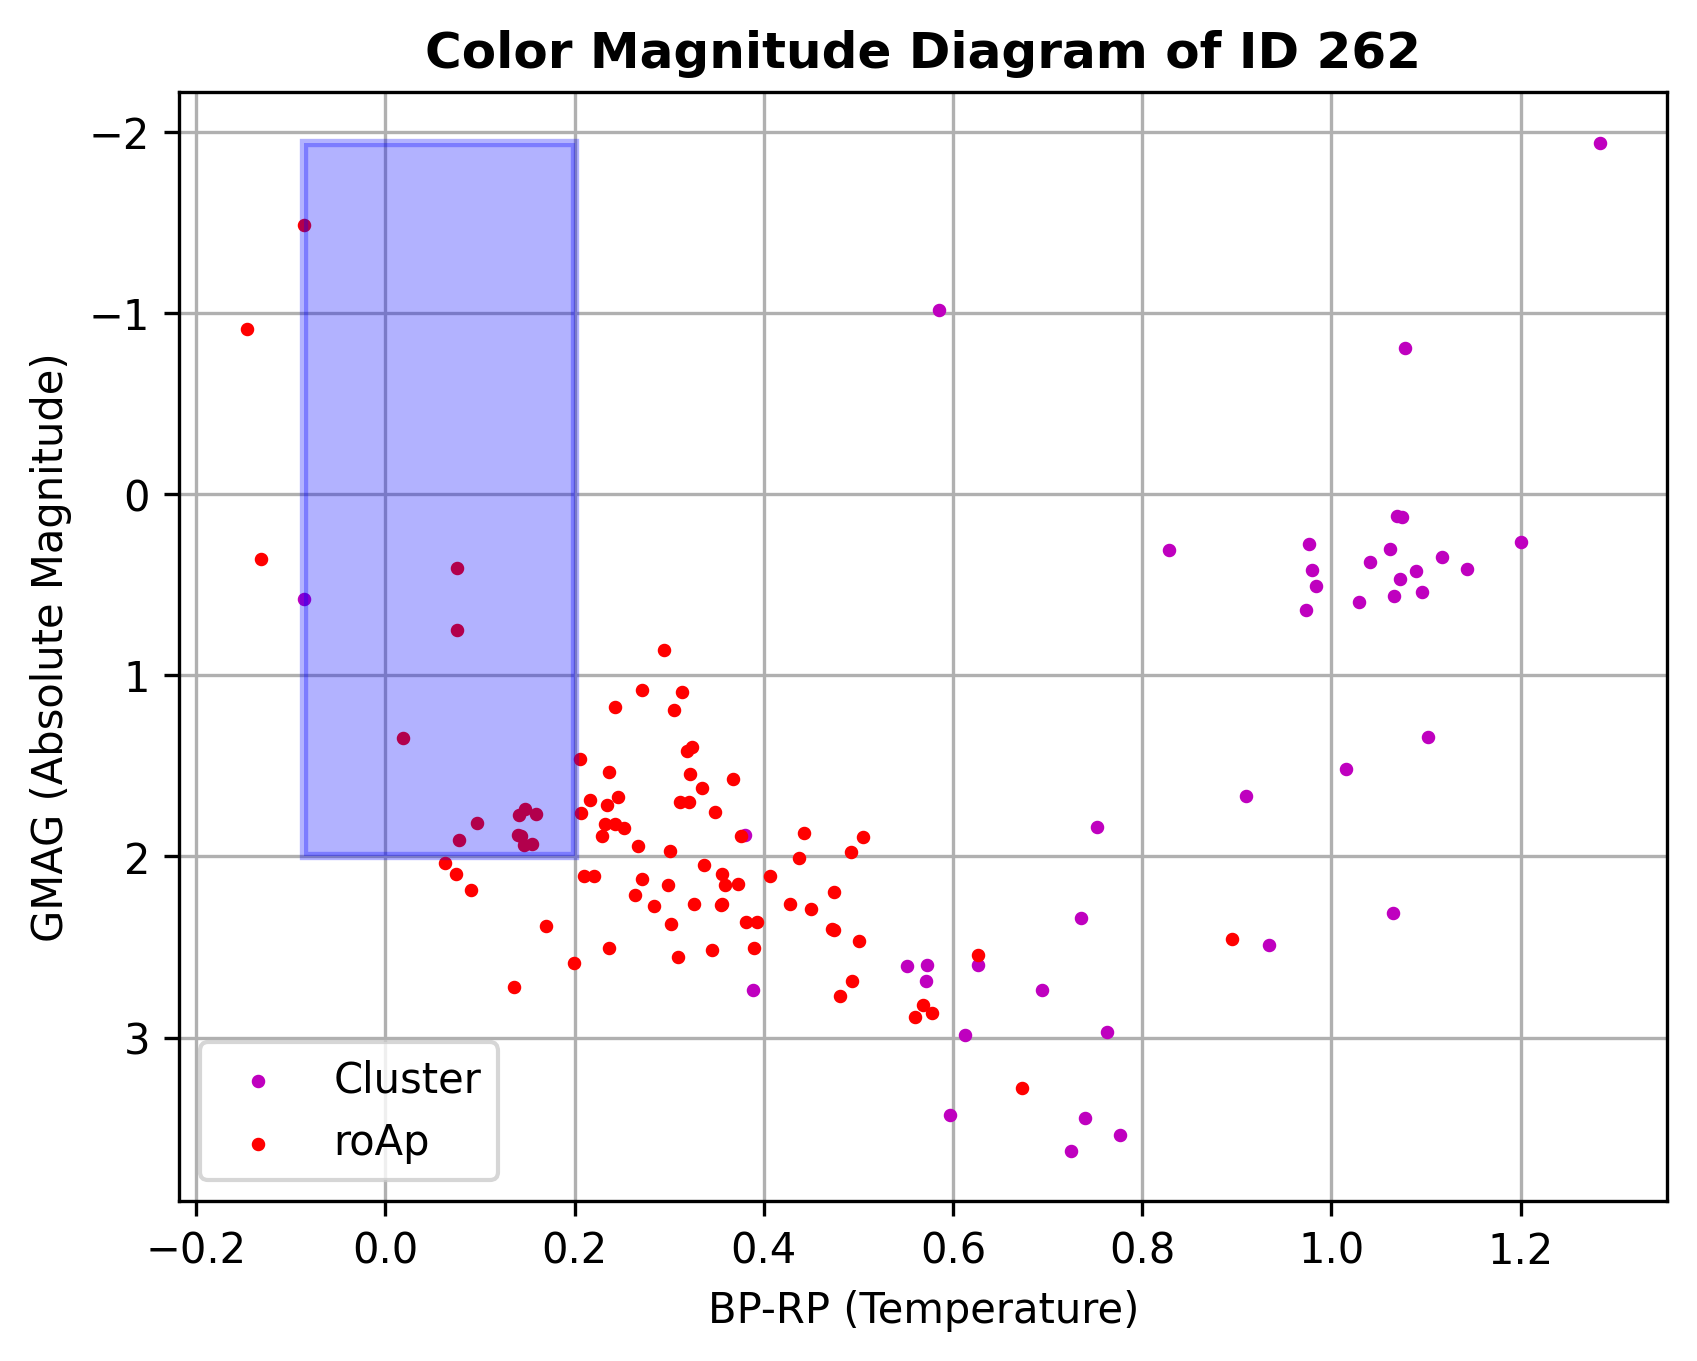 Color Magnitude Diagram of ID 262
−2
−1
0
1
2
3
GMAG (Absolute Magnitude)
Cluster
roAp
−0.2 0.0 0.2 0.4 0.6 0.8 1.0 1.2
BP-RP (Temperature)